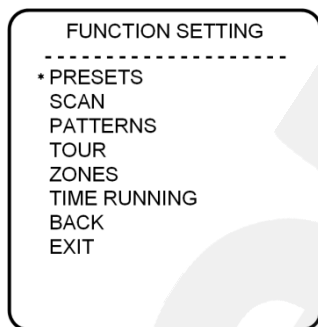 FUNCTION SETTING
- - - - - - - - - - - - - - - - - - - - -
* PRESETS
SCAN
PATTERNS
TOUR
ZONES
TIME RUNNING
BACK
EXIT